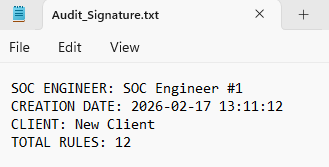 Audit_Signature.txt
File Edit View
SOC ENGINEER: SOC Engineer #1
CREATION DATE: 2026-02-17 13:11:12
CLIENT: New Client
TOTAL RULES: 12